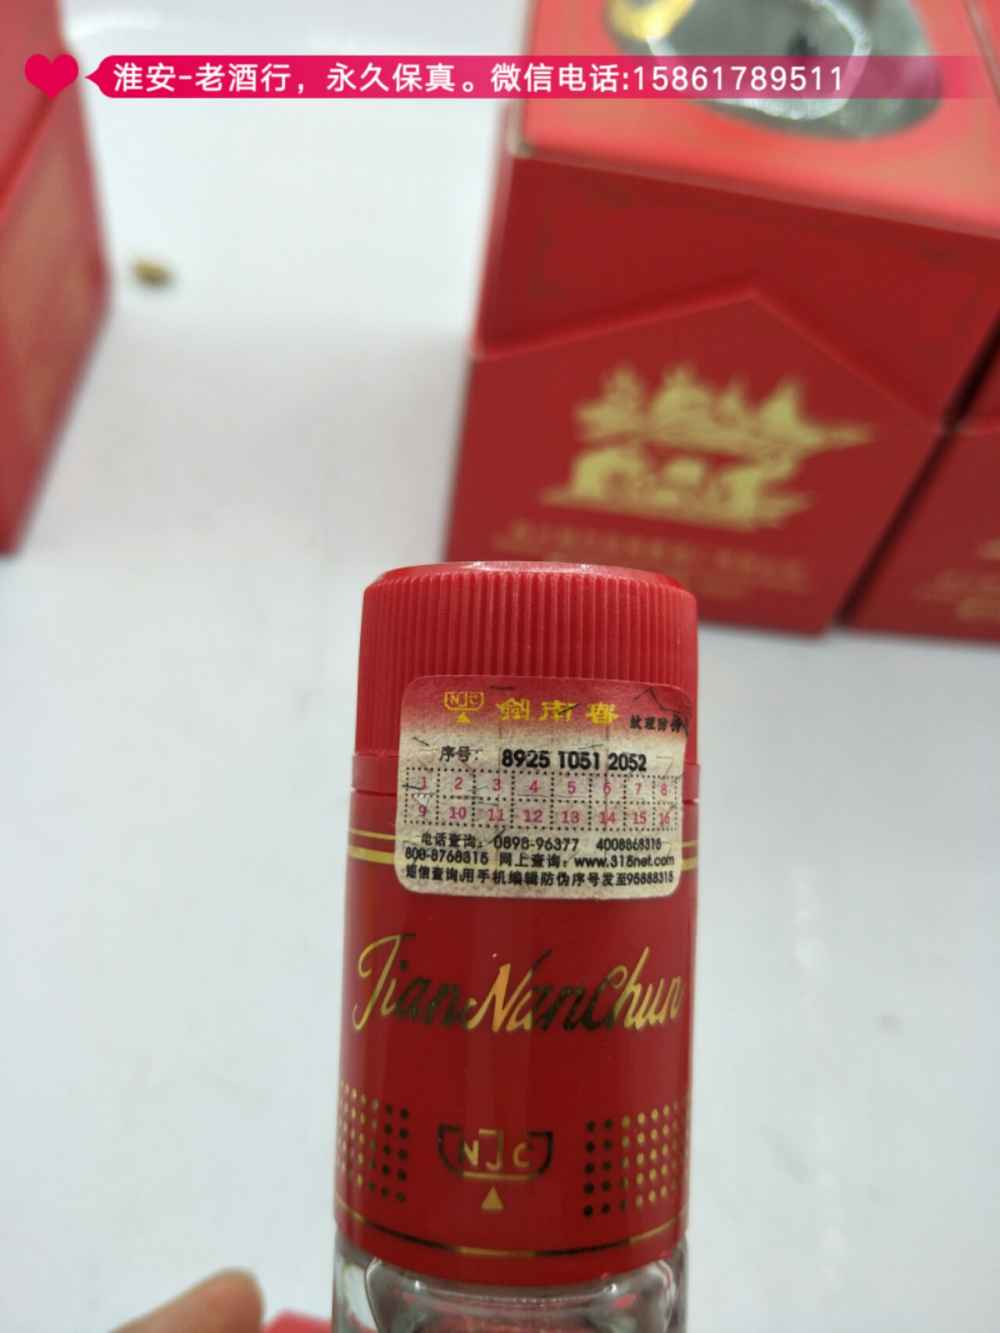 淮安-老酒行，永久保真。微信电话:15861789511
NJC 剑南春 纹理防伪
序号： 8925 1051 2052
1 2 3 4 5 6 7 8
9 10 11 12 13 14 15 16
电话查询：0898-96377 4008868315
800-8768315 网上查询：www.315net.com
短信查询用手机编辑防伪序号发至95888315
JianNanChun
NJC